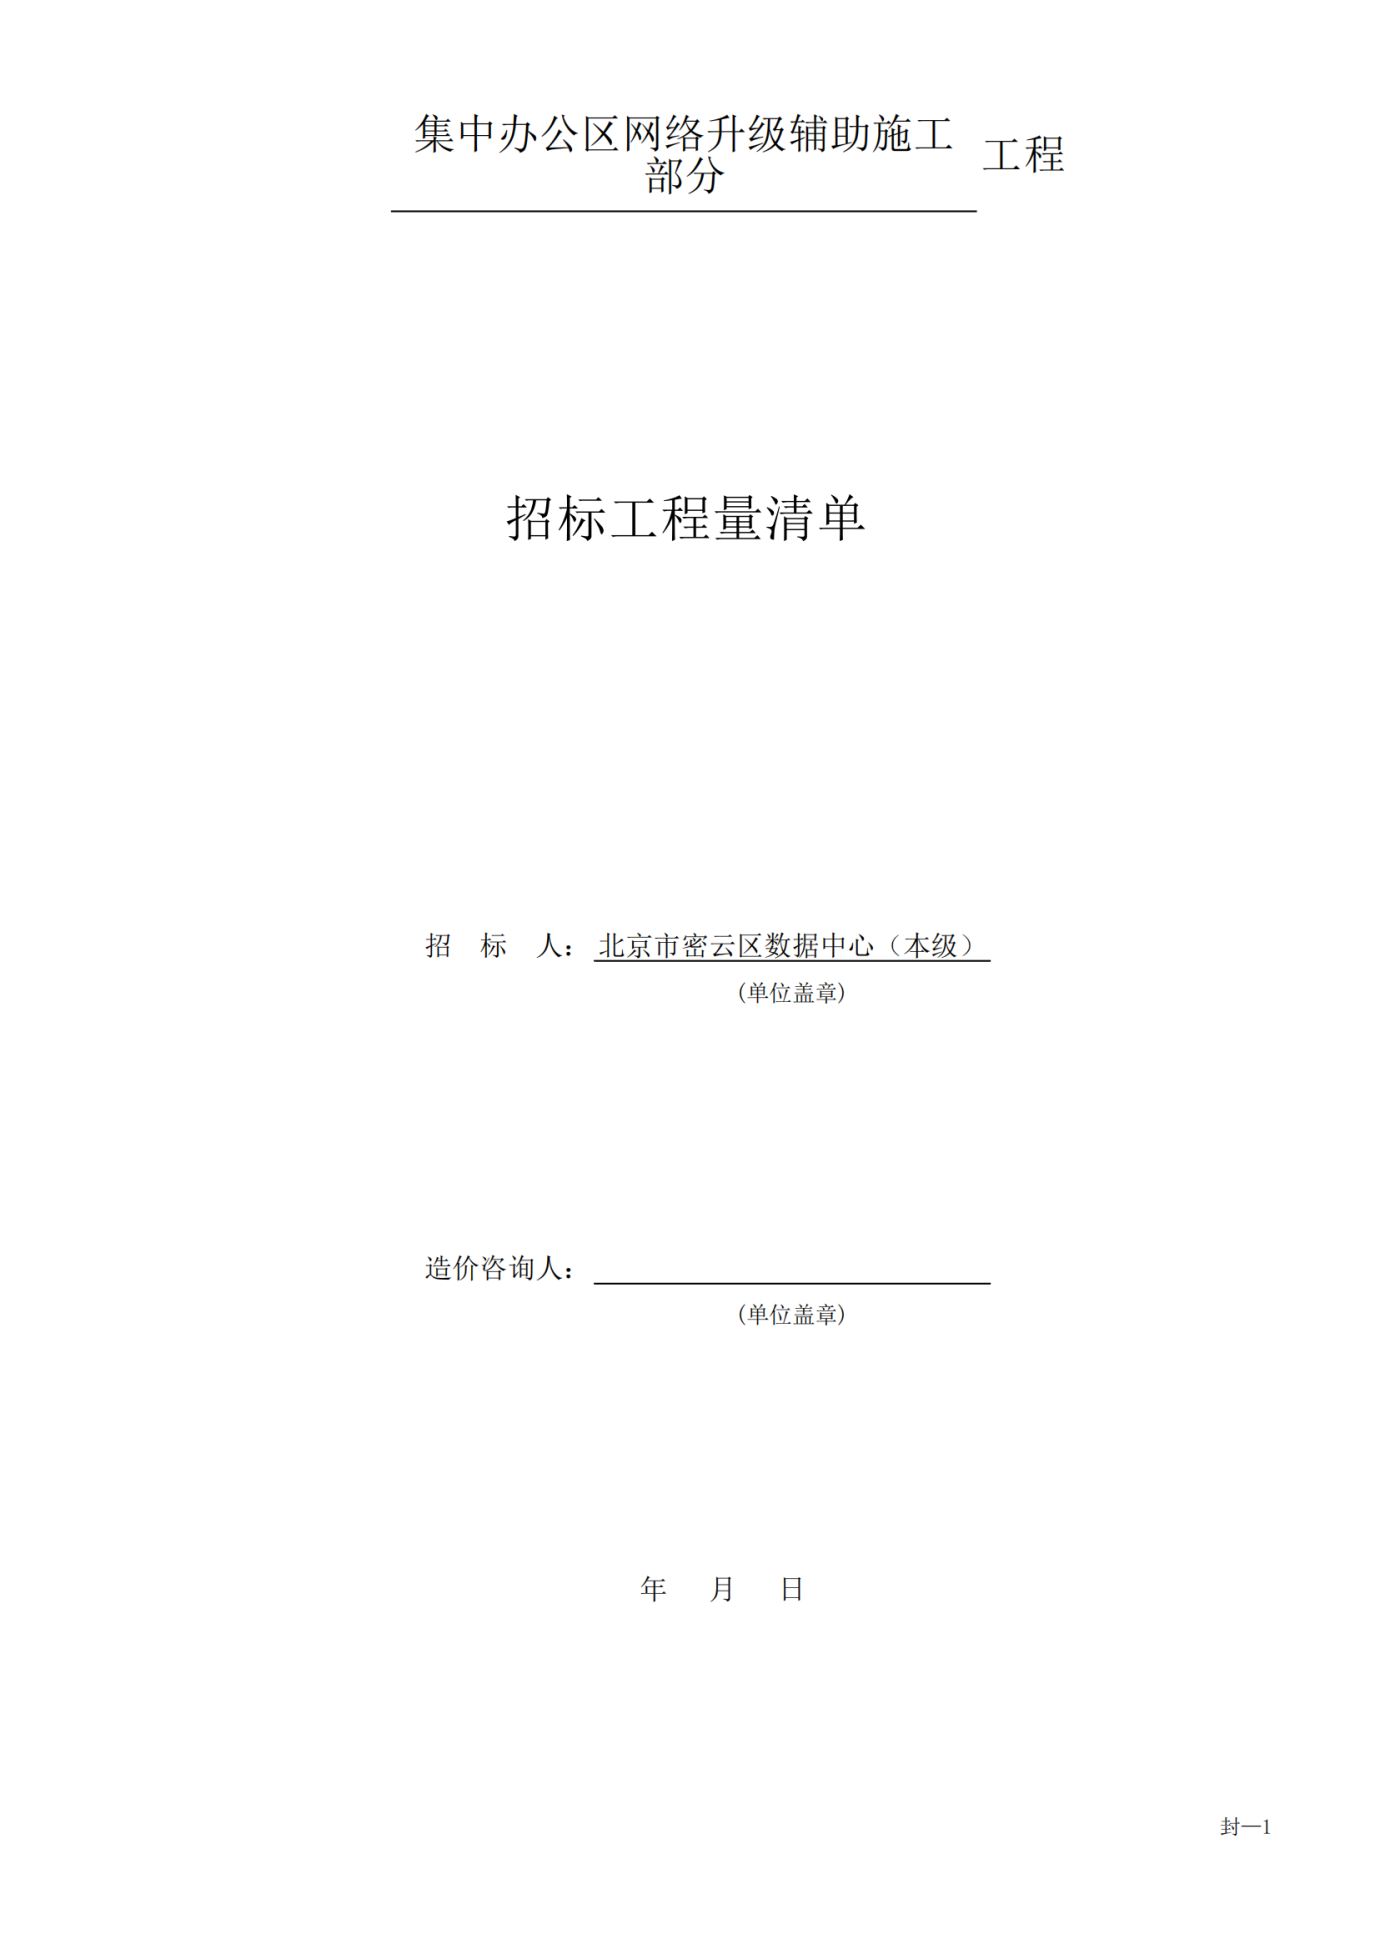 集中办公区网络升级辅助施工
部分
工程
招标工程量清单
招 标 人：北京市密云区数据中心（本级）
(单位盖章)
造价咨询人：
(单位盖章)
年 月 日
封—1